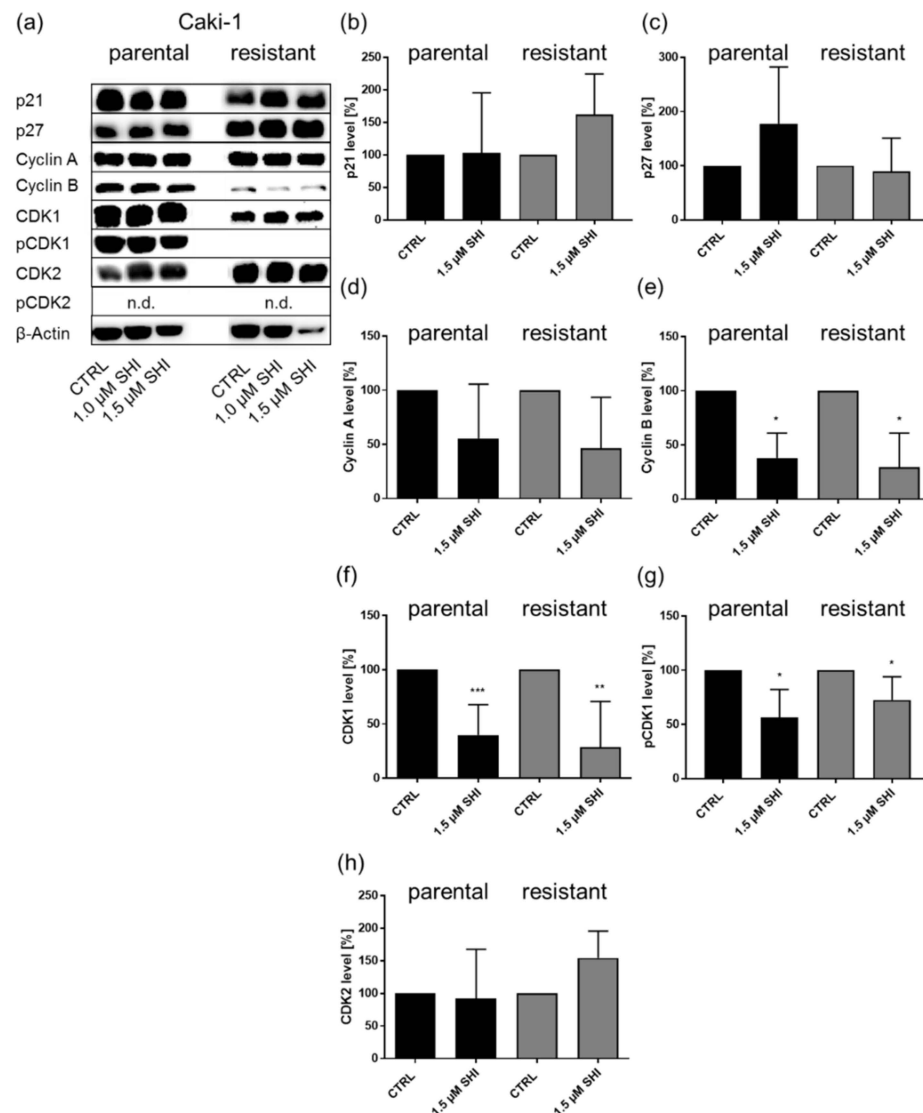 (a) Caki-1
parental resistant
p21
p27
Cyclin A
Cyclin B
CDK1
pCDK1
CDK2
pCDK2 n.d. n.d.
β-Actin
CTRL 1.0 µM SHI 1.5 µM SHI CTRL 1.0 µM SHI 1.5 µM SHI
(b)
parental resistant
p21 level [%]
250
200
150
100
50
0
CTRL 1.5 µM SHI CTRL 1.5 µM SHI
(c)
parental resistant
p27 level [%]
300
200
100
0
CTRL 1.5 µM SHI CTRL 1.5 µM SHI
(d)
parental resistant
Cyclin A level [%]
150
100
50
0
CTRL 1.5 µM SHI CTRL 1.5 µM SHI
(e)
parental resistant
Cyclin B level [%]
150
100
50
0
* *
CTRL 1.5 µM SHI CTRL 1.5 µM SHI
(f)
parental resistant
CDK1 level [%]
150
100
50
0
*** **
CTRL 1.5 µM SHI CTRL 1.5 µM SHI
(g)
parental resistant
pCDK1 level [%]
150
100
50
0
* *
CTRL 1.5 µM SHI CTRL 1.5 µM SHI
(h)
parental resistant
CDK2 level [%]
250
200
150
100
50
0
CTRL 1.5 µM SHI CTRL 1.5 µM SHI